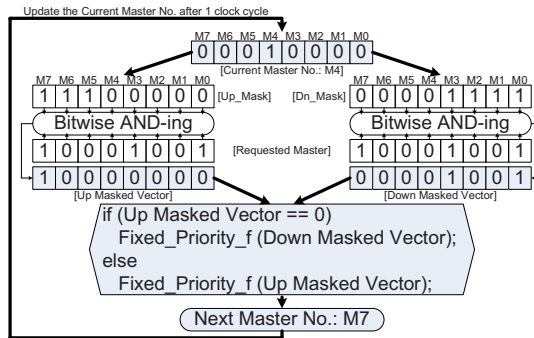 Update the Current Master No. after 1 clock cycle
M7 M6 M5 M4 M3 M2 M1 M0
0 0 0 1 0 0 0 0
[Current Master No.: M4]
M7 M6 M5 M4 M3 M2 M1 M0
1 1 1 0 0 0 0 0
[Up_Mask]
[Dn_Mask]
M7 M6 M5 M4 M3 M2 M1 M0
0 0 0 0 1 1 1 1
Bitwise AND-ing
Bitwise AND-ing
1 0 0 0 1 0 0 1
[Requested Master]
1 0 0 0 1 0 0 1
1 0 0 0 0 0 0 0
0 0 0 0 1 0 0 1
[Up Masked Vector]
[Down Masked Vector]
if (Up Masked Vector == 0)
Fixed_Priority_f (Down Masked Vector);
else
Fixed_Priority_f (Up Masked Vector);
Next Master No.: M7